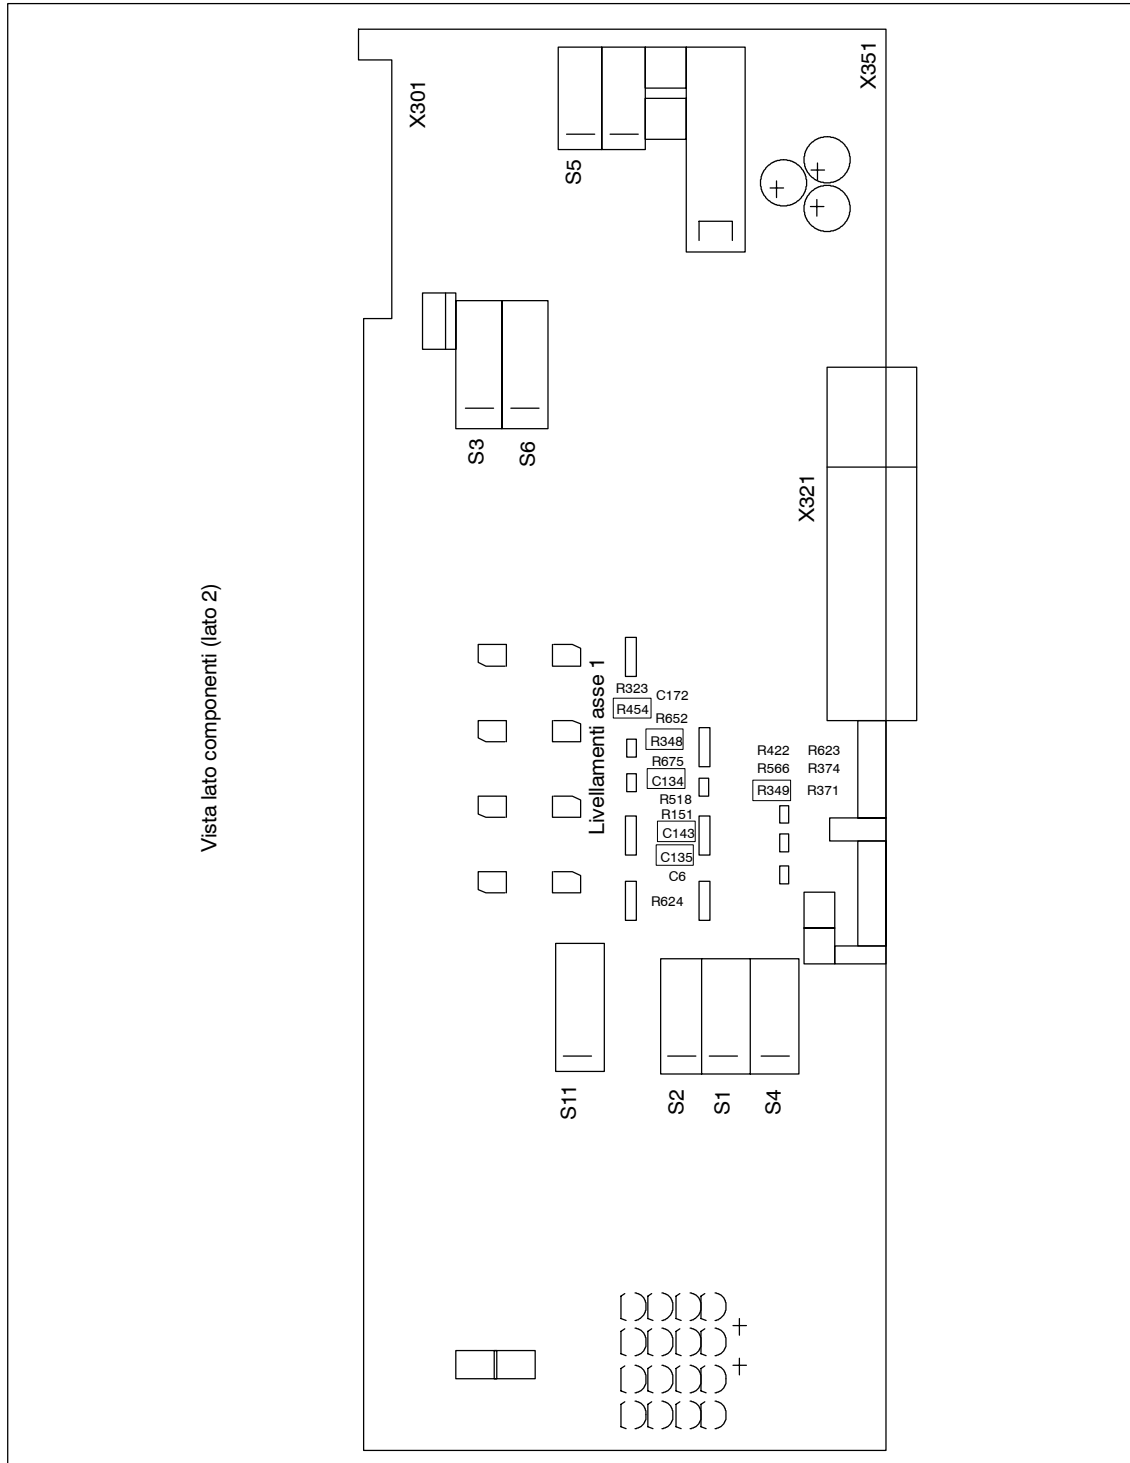 X351
X301
S5
S3
S6
X321
Vista lato componenti (lato 2)
Livellamenti asse 1
R323
C172
R454
R652
R348
R675
C134
R518
R151
C143
C135
C6
R624
R422 R623
R566 R374
R349 R371
S11
S2
S1
S4